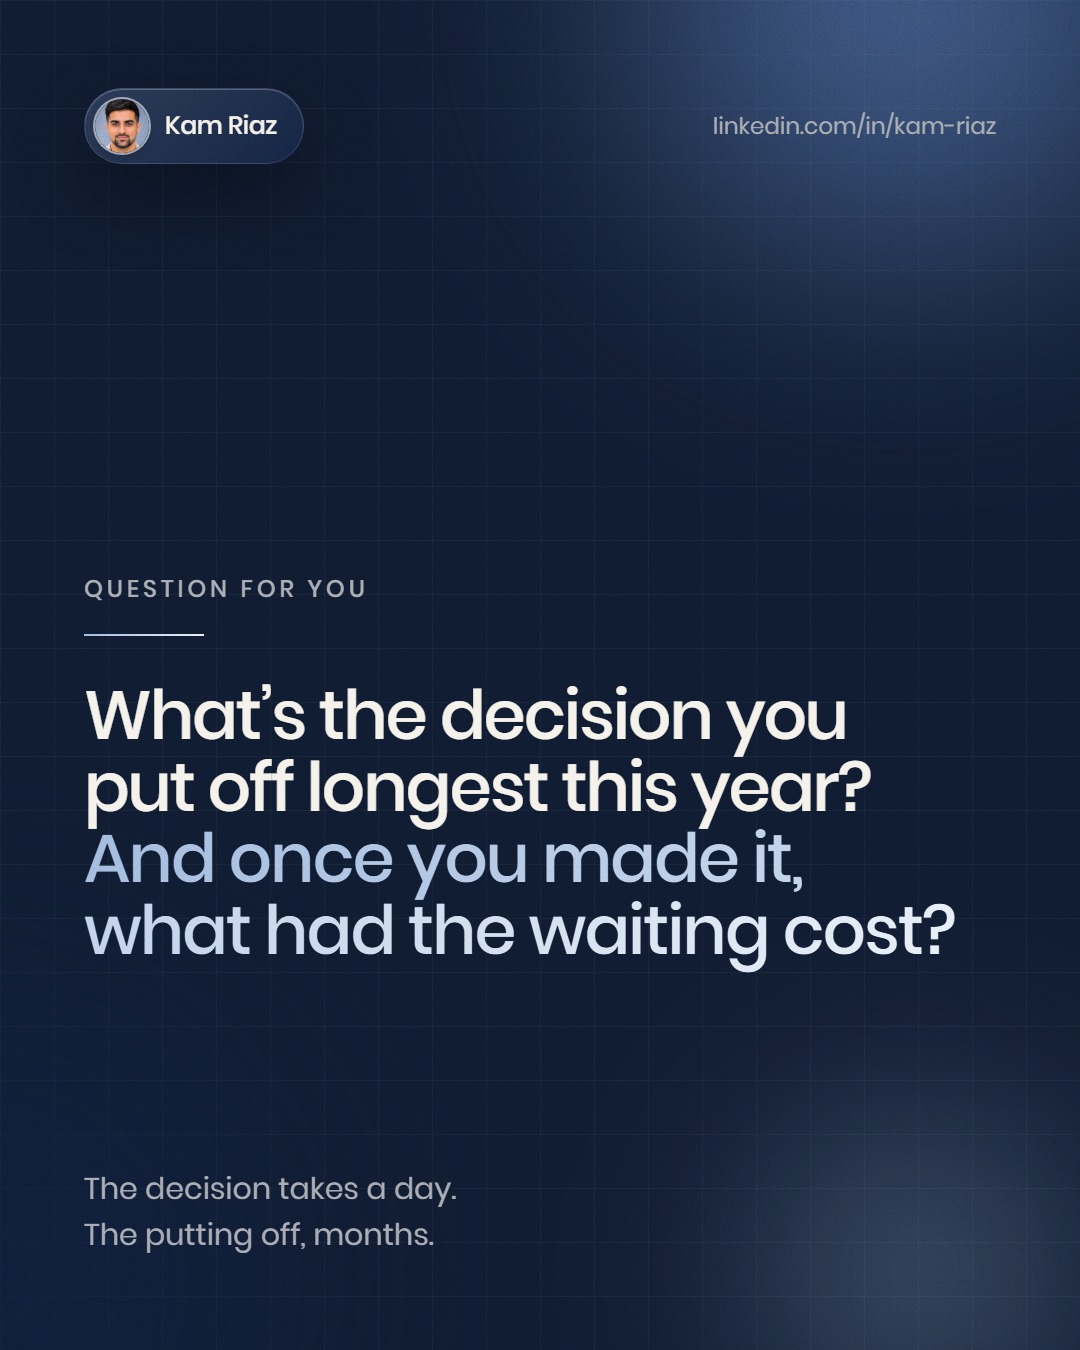 Kam Riaz
linkedin.com/in/kam-riaz
QUESTION FOR YOU
What’s the decision you
put off longest this year?
And once you made it,
what had the waiting cost?
The decision takes a day.
The putting off, months.